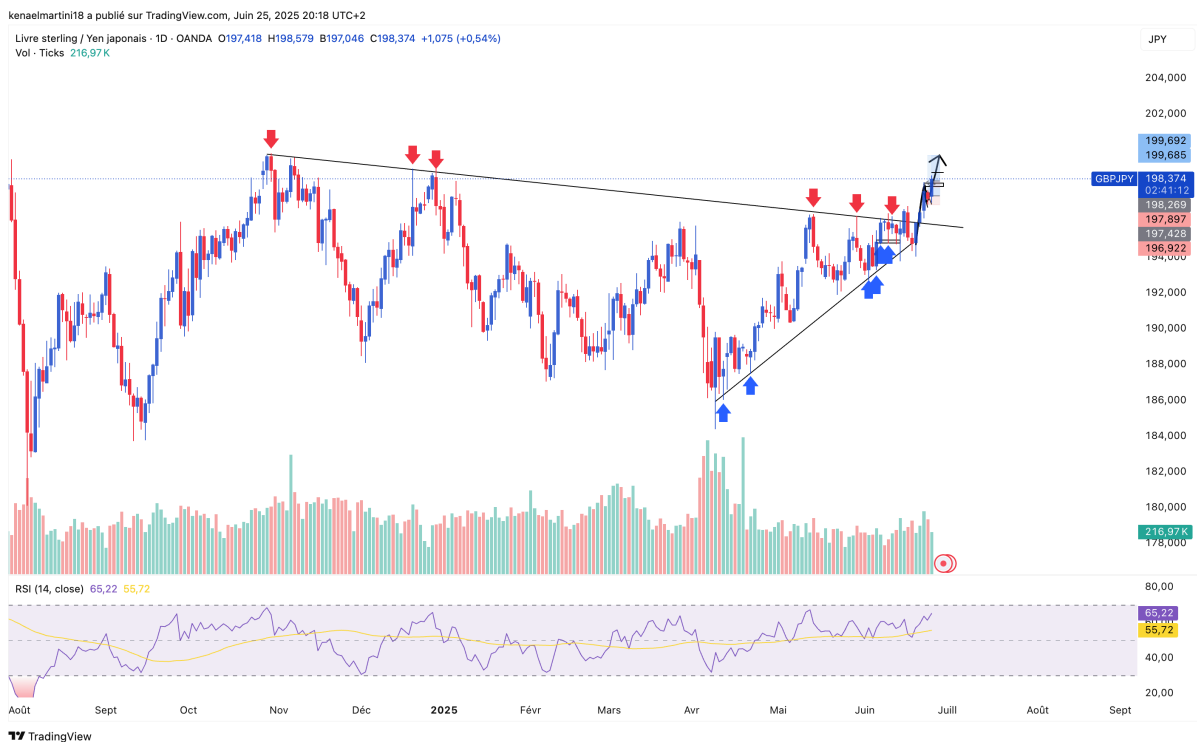 kenaelmartini18 a publié sur TradingView.com, Juin 25, 2025 20:18 UTC+2
Livre sterling / Yen japonais · 1D · OANDA O197,418 H198,579 B197,046 C198,374 +1,075 (+0,54%)
Vol · Ticks 216,97K
JPY
204,000
202,000
199,692
199,685
GBPJPY 198,374
02:41:12
198,269
197,897
197,428
196,922
194,000
192,000
190,000
188,000
186,000
184,000
182,000
180,000
216,97K
178,000
RSI (14, close) 65,22 55,72
80,00
65,22
60,00
55,72
40,00
20,00
Août Sept Oct Nov Déc 2025 Févr Mars Avr Mai Juin Juill Août Sept
TradingView